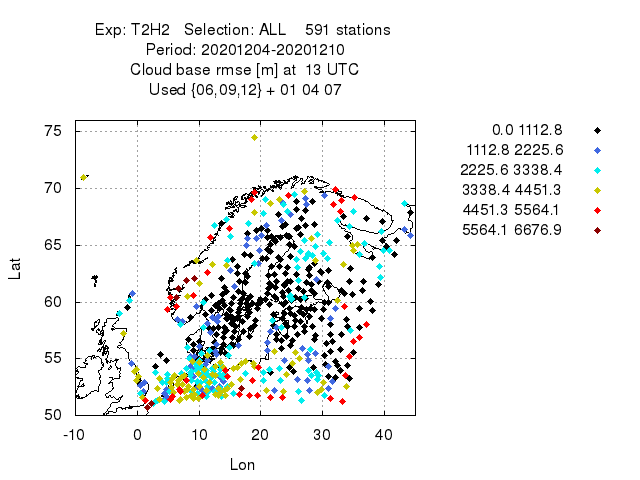 Exp: T2H2 Selection: ALL 591 stations
Period: 20201204-20201210
Cloud base rmse [m] at 13 UTC
Used {06,09,12} + 01 04 07
0.0 1112.8
1112.8 2225.6
2225.6 3338.4
3338.4 4451.3
4451.3 5564.1
5564.1 6676.9
75
70
65
60
55
50
Lat
-10 0 10 20 30 40
Lon